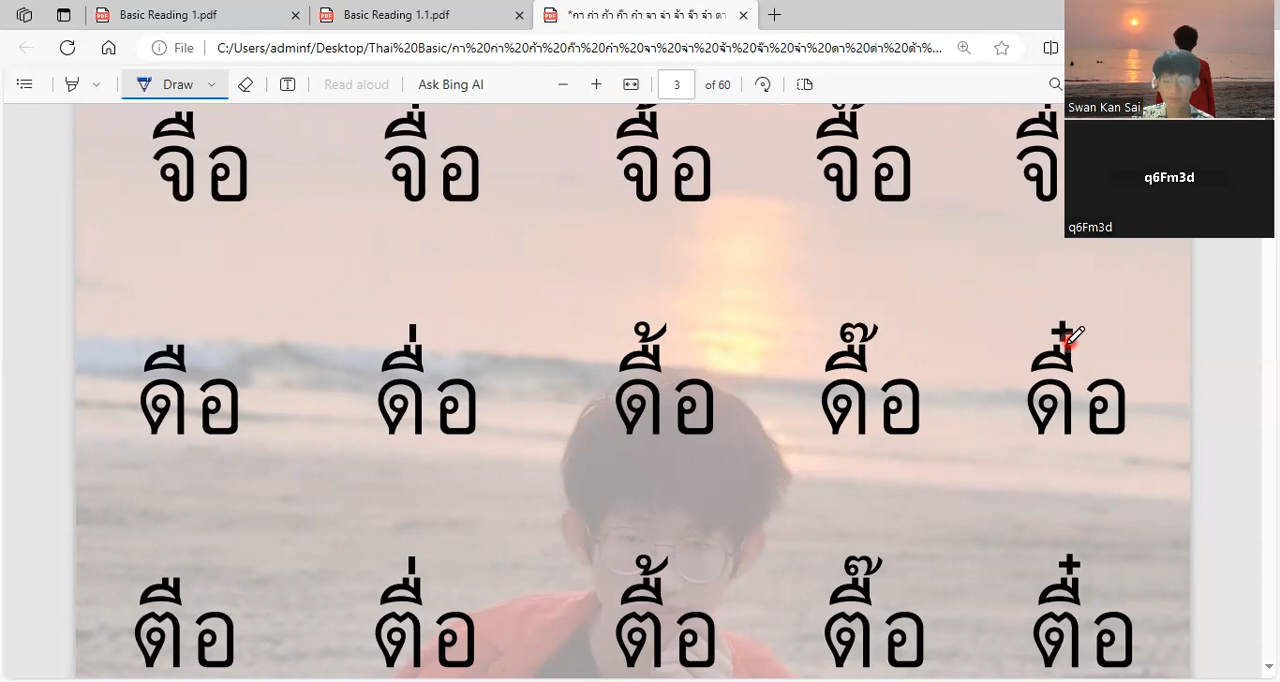 Basic Reading 1.pdf
Basic Reading 1.1.pdf
*กา ก่า ก้า ก๊า ก๋า จา จ่า จ้า จ๊า จ๋า ดา
File
C:/Users/adminf/Desktop/Thai%20Basic/กา%20ก่า%20ก้า%20ก๊า%20ก๋า%20จา%20จ่า%20จ้า%20จ๊า%20จ๋า%20ดา%20ด่า%20ด้า%...
Draw
Read aloud
Ask Bing AI
3
of 60
Swan Kan Sai
q6Fm3d
q6Fm3d
จือ จื่อ จื้อ จื๊อ
ดือ ดื่อ ดื้อ ดื๊อ ดื๋อ
ตือ ตื่อ ตื้อ ตื๊อ ตื๋อ